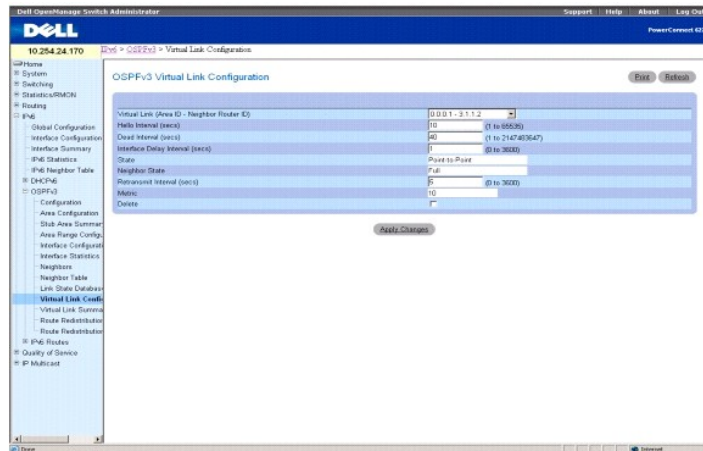 Dell OpenManage Switch Administrator
Support Help About Log Ou
DELL
PowerConnect 62
10.254.24.170
IPv6 > OSPFv3 > Virtual Link Configuration
Home
System
Switching
Statistics/RMON
Routing
IPv6
Global Configuration
Interface Configuration
Interface Summary
IPv6 Statistics
IPv6 Neighbor Table
DHCPv6
OSPFv3
Configuration
Area Configuration
Stub Area Summar
Area Range Configu
Interface Configurati
Interface Statistics
Neighbors
Neighbor Table
Link State Databas
Virtual Link Confi
Virtual Link Summa
Route Redistributio
Route Redistributio
IPv6 Routes
Quality of Service
IP Multicast
OSPFv3 Virtual Link Configuration
Print Refresh
Virtual Link (Area ID - Neighbor Router ID) 0.0.0.1 - 3.1.1.2
Hello Interval (secs) 10 (1 to 65535)
Dead Interval (secs) 40 (1 to 2147483647)
Interface Delay Interval (secs) 1 (0 to 3600)
State Point-to-Point
Neighbor State Full
Retransmit Interval (secs) 5 (0 to 3600)
Metric 10
Delete
Apply Changes
Done
Internet